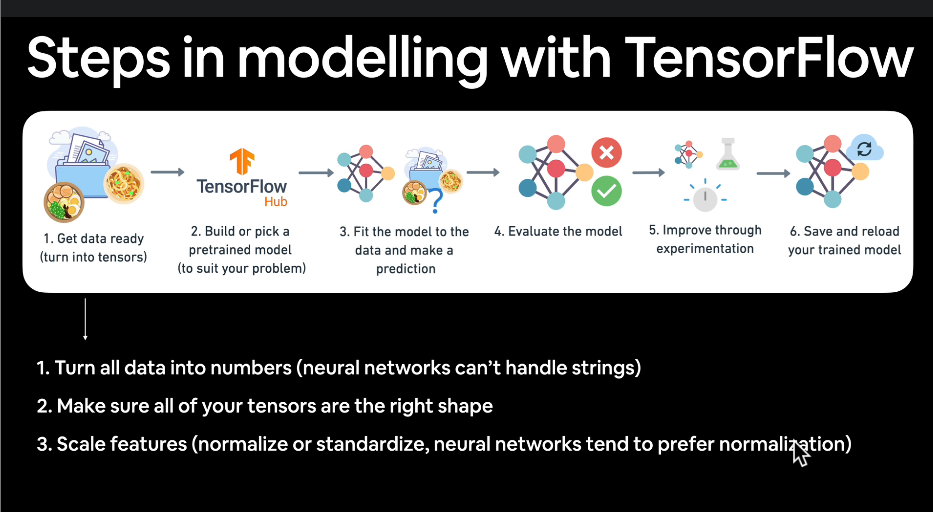 Steps in modelling with TensorFlow
TensorFlow
Hub
1. Get data ready
(turn into tensors)
2. Build or pick a
pretrained model
(to suit your problem)
3. Fit the model to the
data and make a
prediction
?
4. Evaluate the model
5. Improve through
experimentation
6. Save and reload
your trained model
1. Turn all data into numbers (neural networks can’t handle strings)
2. Make sure all of your tensors are the right shape
3. Scale features (normalize or standardize, neural networks tend to prefer normalization)